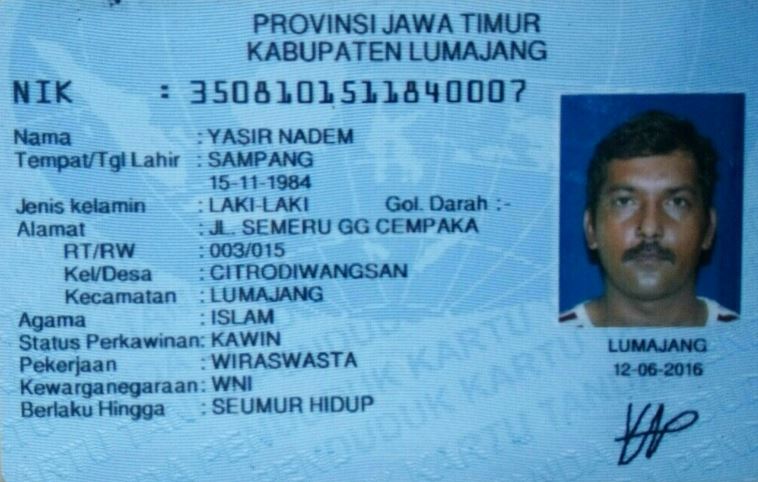 PROVINSI JAWA TIMUR
KABUPATEN LUMAJANG
NIK : 3508101511840007
Nama : YASIR NADEM
Tempat/Tgl Lahir : SAMPANG
15-11-1984
Jenis kelamin : LAKI-LAKI Gol. Darah :-
Alamat : JL. SEMERU GG CEMPAKA
RT/RW : 003/015
Kel/Desa : CITRODIWANGSAN
Kecamatan : LUMAJANG
Agama : ISLAM
Status Perkawinan: KAWIN
Pekerjaan : WIRASWASTA
Kewarganegaraan: WNI
Berlaku Hingga : SEUMUR HIDUP
LUMAJANG
12-06-2016